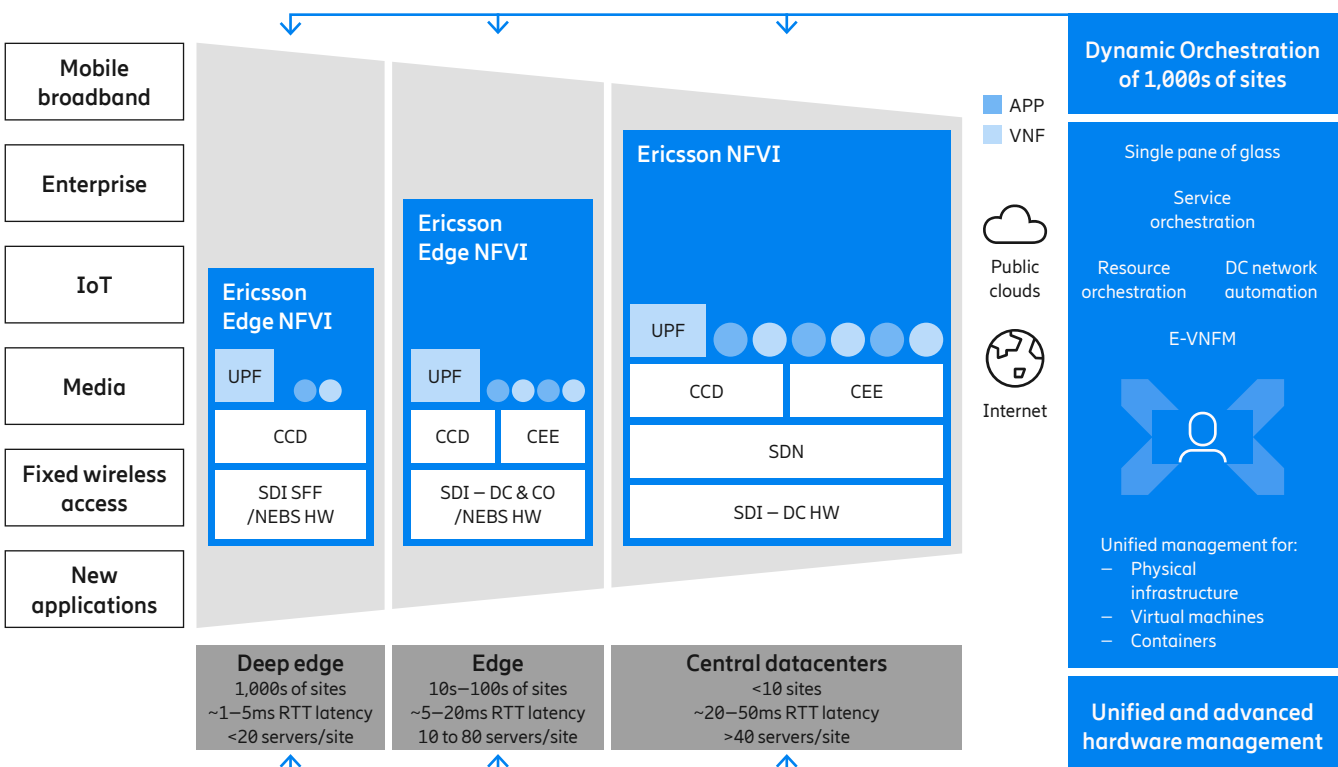 Mobile
broadband
Enterprise
IoT
Media
Fixed wireless
access
New
applications
Ericsson
Edge NFVI
UPF
CCD
SDI SFF
/NEBS HW
Ericsson
Edge NFVI
UPF
CCD
CEE
SDI – DC & CO
/NEBS HW
Ericsson NFVI
UPF
CCD
CEE
SDN
SDI – DC HW
Deep edge
1,000s of sites
~1–5ms RTT latency
<20 servers/site
Edge
10s–100s of sites
~5–20ms RTT latency
10 to 80 servers/site
Central datacenters
<10 sites
~20–50ms RTT latency
>40 servers/site
APP
VNF
Public
clouds
Internet
Dynamic Orchestration
of 1,000s of sites
Single pane of glass
Service
orchestration
Resource
orchestration
DC network
automation
E-VNFM
Unified management for:
– Physical
infrastructure
– Virtual machines
– Containers
Unified and advanced
hardware management